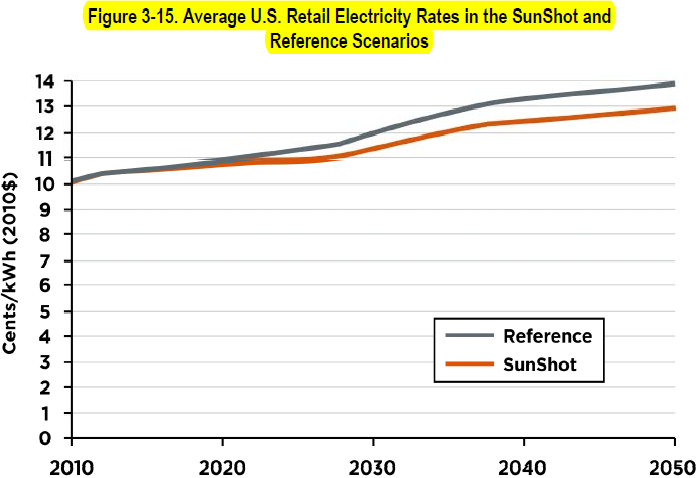 Figure 3-15. Average U.S. Retail Electricity Rates in the SunShot and
Reference Scenarios
14
13
12
11
10
9
8
7
6
5
4
3
2
1
0
Cents/kWh (2010$)
Reference
SunShot
2010 2020 2030 2040 2050